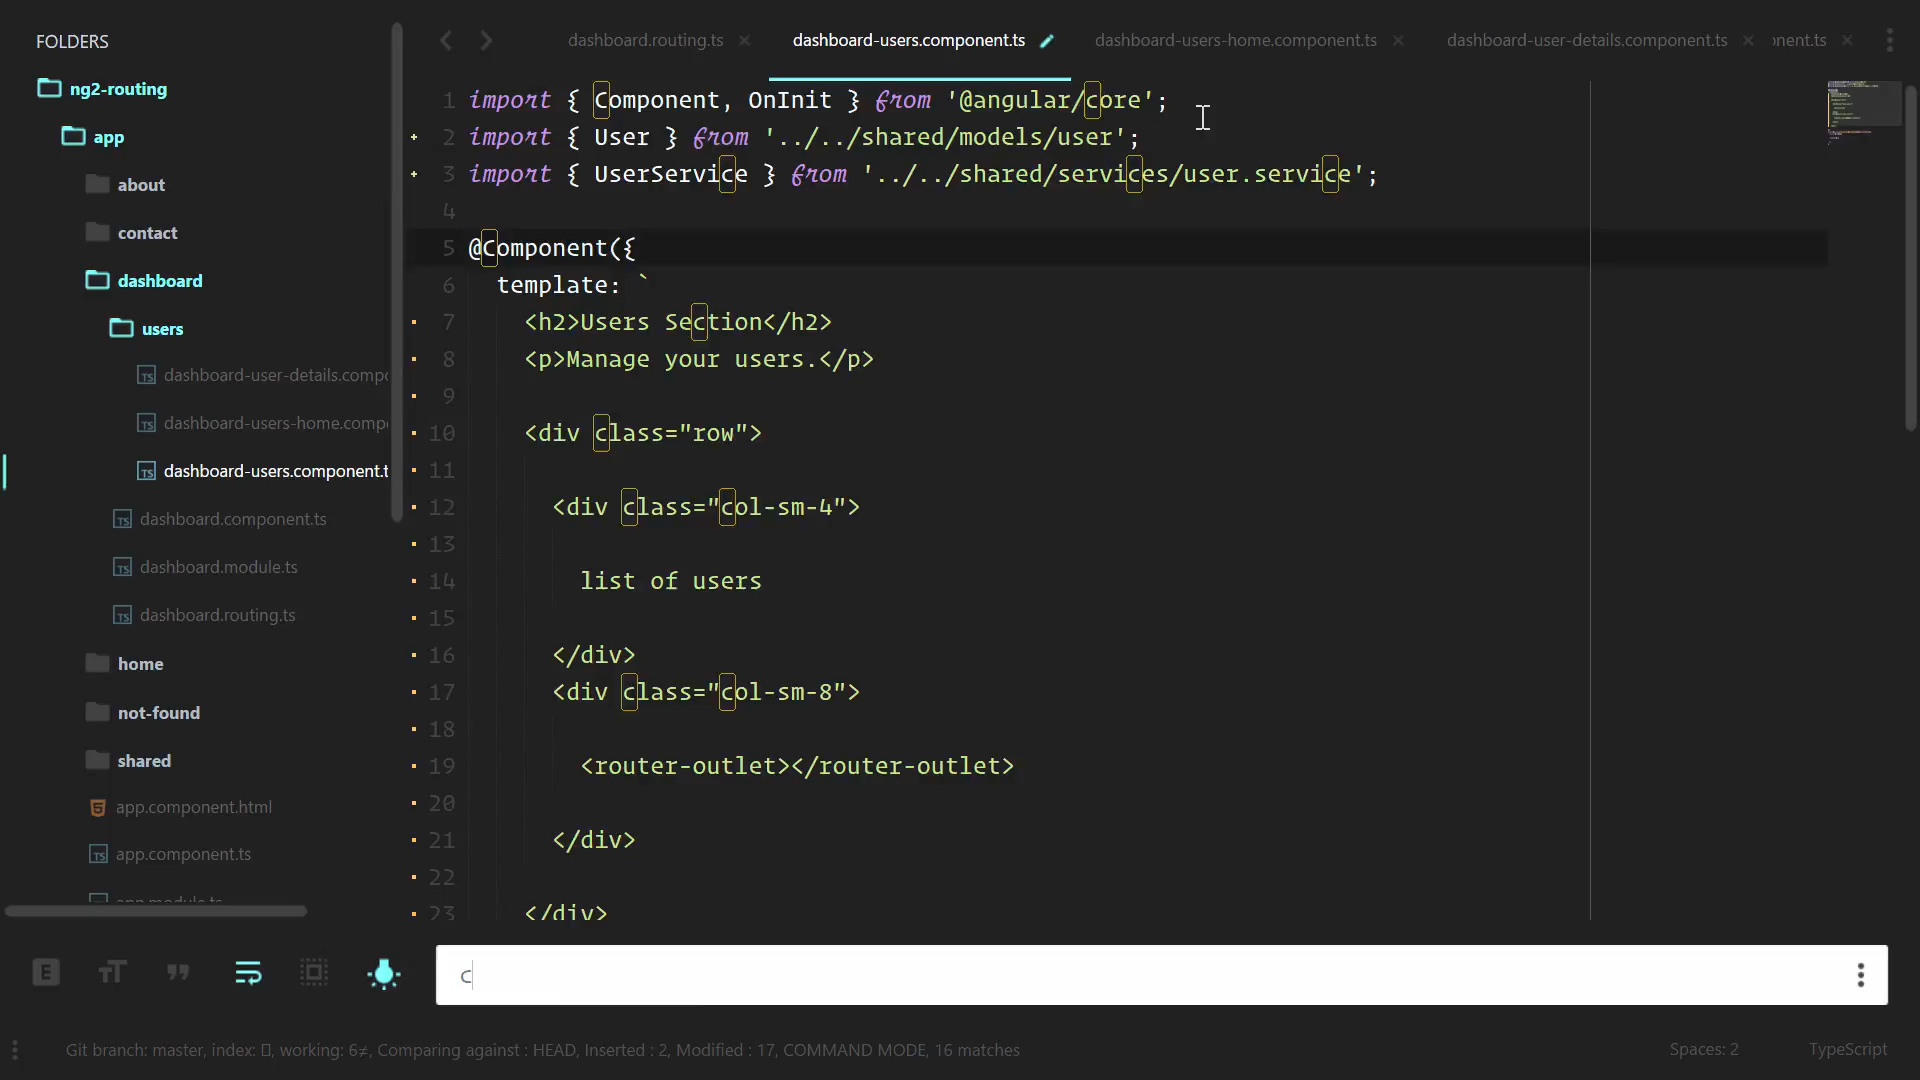 FOLDERS
ng2-routing
app
about
contact
dashboard
users
dashboard-user-details.compo
dashboard-users-home.comp
dashboard-users.component.t
dashboard.component.ts
dashboard.module.ts
dashboard.routing.ts
home
not-found
shared
app.component.html
app.component.ts
app.module.ts
dashboard.routing.ts dashboard-users.component.ts dashboard-users-home.component.ts dashboard-user-details.component.ts nent.ts
1 import { Component, OnInit } from '@angular/core';
2 import { User } from '../../shared/models/user';
3 import { UserService } from '../../shared/services/user.service';
4
5 @Component({
6 template: `
7 <h2>Users Section</h2>
8 <p>Manage your users.</p>
9
10 <div class="row">
11
12 <div class="col-sm-4">
13
14 list of users
15
16 </div>
17 <div class="col-sm-8">
18
19 <router-outlet></router-outlet>
20
21 </div>
22
23 </div>
c
Git branch: master, index: , working: 6≠, Comparing against : HEAD, Inserted : 2, Modified : 17, COMMAND MODE, 16 matches
Spaces: 2 TypeScript